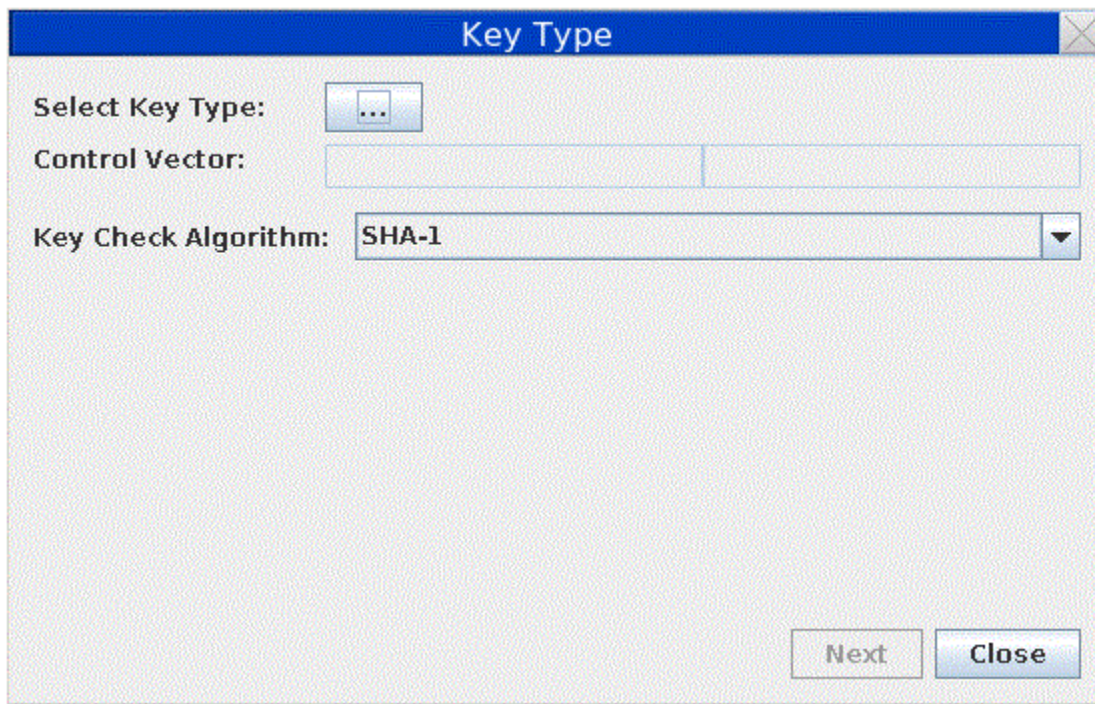 Key Type
Select Key Type: ...
Control Vector:
Key Check Algorithm: SHA-1
Next Close